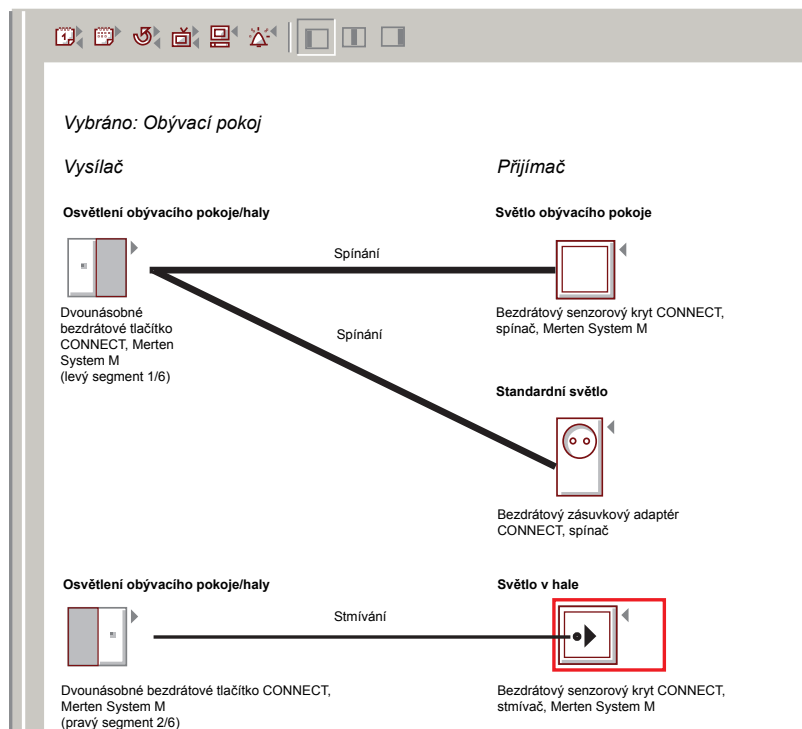 Vybráno: Obývací pokoj
Vysílač
Přijímač
Osvětlení obývacího pokoje/haly
Světlo obývacího pokoje
Spínání
Dvounásobné
bezdrátové tlačítko
CONNECT, Merten
System M
(levý segment 1/6)
Bezdrátový senzorový kryt CONNECT,
spínač, Merten System M
Spínání
Standardní světlo
Bezdrátový zásuvkový adaptér
CONNECT, spínač
Osvětlení obývacího pokoje/haly
Světlo v hale
Stmívání
Dvounásobné bezdrátové tlačítko CONNECT,
Merten System M
(pravý segment 2/6)
Bezdrátový senzorový kryt CONNECT,
stmívač, Merten System M